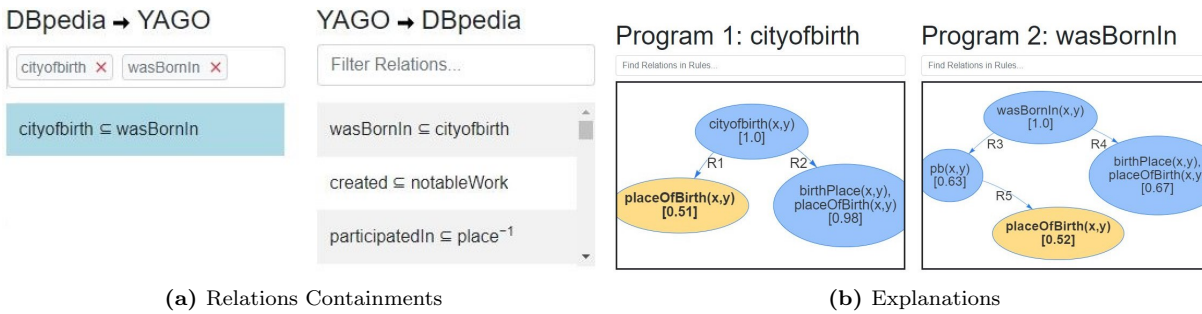 DBpedia → YAGO
cityofbirth × wasBornIn ×
cityofbirth ⊆ wasBornIn
YAGO → DBpedia
Filter Relations...
wasBornIn ⊆ cityofbirth
created ⊆ notableWork
participatedIn ⊆ place⁻¹
(a) Relations Containments
Program 1: cityofbirth
Find Relations in Rules...
cityofbirth(x,y)
[1.0]
R1
R2
placeOfBirth(x,y)
[0.51]
birthPlace(x,y),
placeOfBirth(x,y)
[0.98]
Program 2: wasBornIn
Find Relations in Rules...
wasBornIn(x,y)
[1.0]
R3
R4
pb(x,y)
[0.63]
birthPlace(x,y),
placeOfBirth(x,y
[0.67]
R5
placeOfBirth(x,y)
[0.52]
(b) Explanations